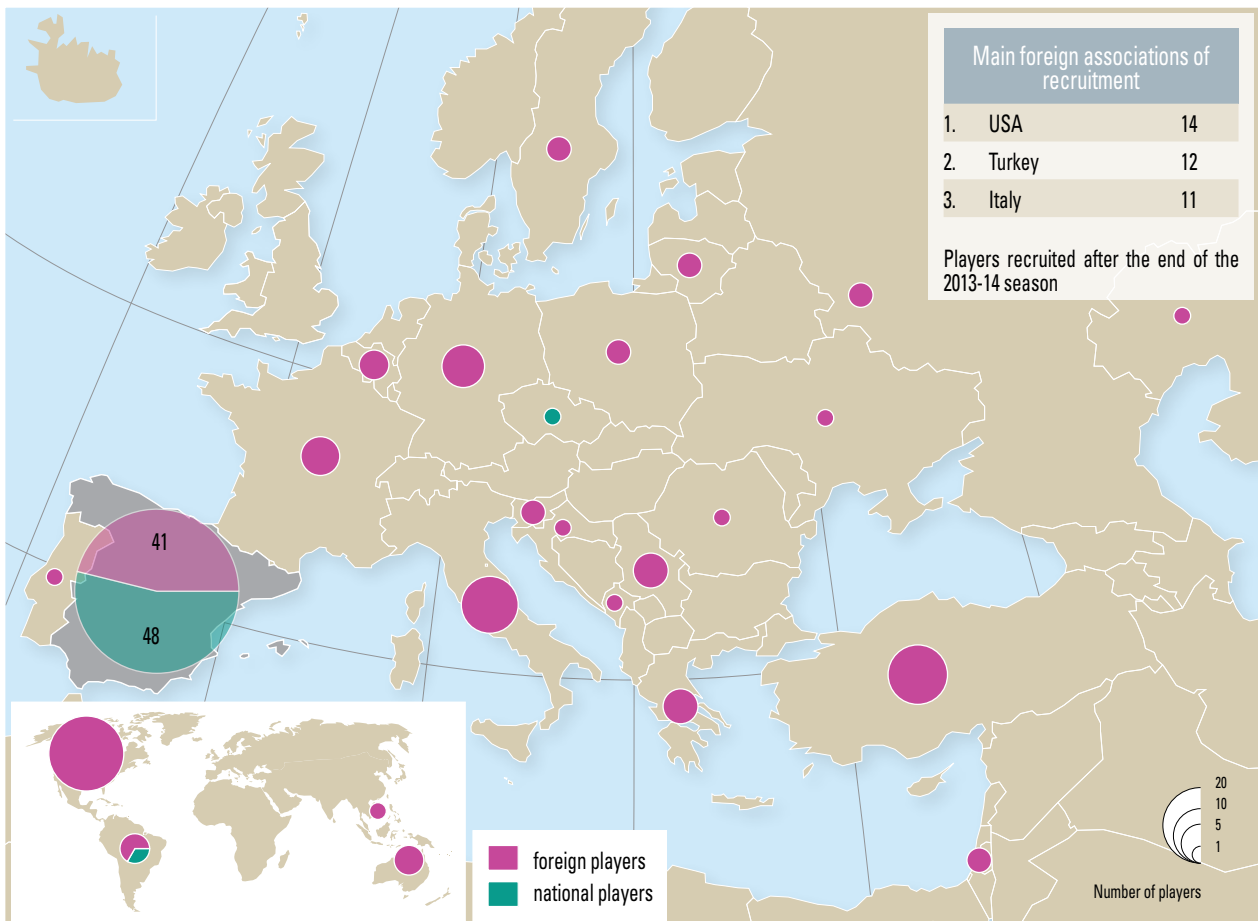 Main foreign associations of
recruitment
1. USA 14
2. Turkey 12
3. Italy 11
Players recruited after the end of the
2013-14 season
41
48
foreign players
national players
20
10
5
1
Number of players